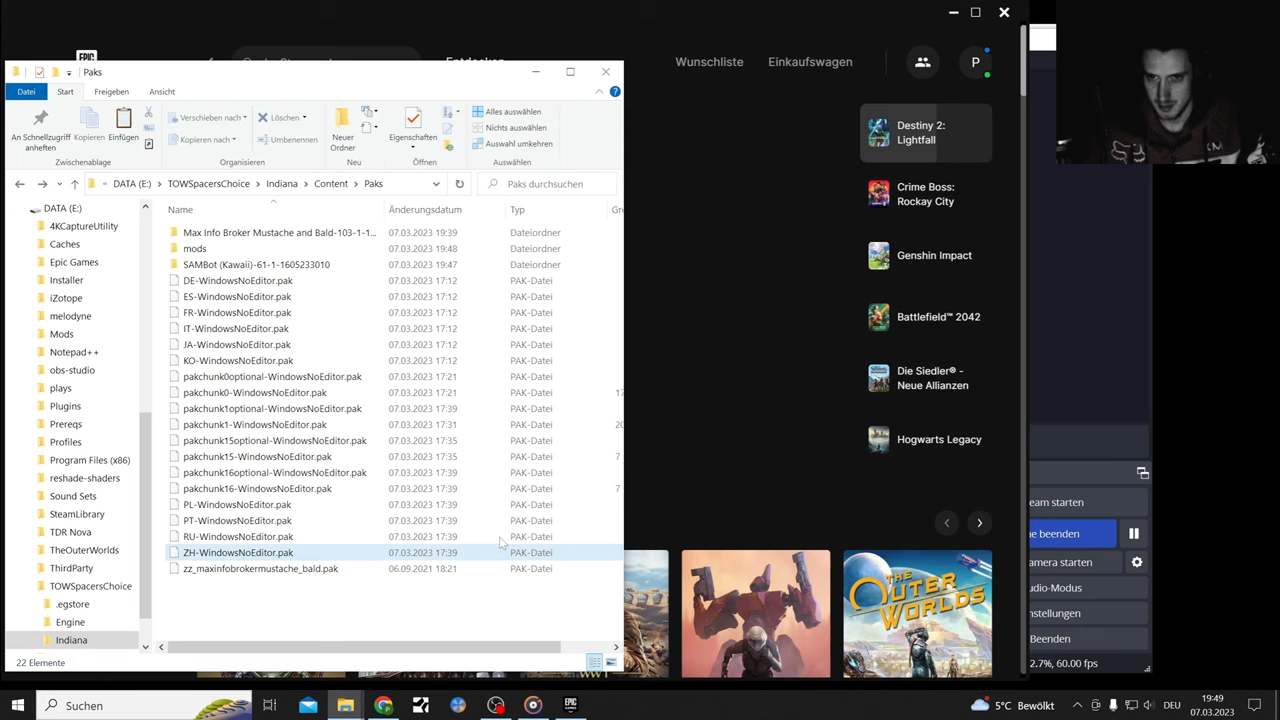 EPIC
Entdecken
Wunschliste
Einkaufswagen
P
Paks
Datei
Start
Freigeben
Ansicht
An Schnellzugriff
anheften
Kopieren
Einfügen
Zwischenablage
Verschieben nach
Kopieren nach
Löschen
Umbenennen
Organisieren
Neuer
Ordner
Neu
Eigenschaften
Öffnen
Alles auswählen
Nichts auswählen
Auswahl umkehren
Auswählen
« DATA (E:) > TOWSpacersChoice > Indiana > Content > Paks
Paks durchsuchen
DATA (E:)
4KCaptureUtility
Caches
Epic Games
Installer
iZotope
melodyne
Mods
Notepad++
obs-studio
plays
Plugins
Prereqs
Profiles
Program Files (x86)
reshade-shaders
Sound Sets
SteamLibrary
TDR Nova
TheOuterWorlds
ThirdParty
TOWSpacersChoice
.egstore
Engine
Indiana
Name Änderungsdatum Typ
Max Info Broker Mustache and Bald-103-1-1... 07.03.2023 19:39 Dateiordner
mods 07.03.2023 19:48 Dateiordner
SAMBot (Kawaii)-61-1-1605233010 07.03.2023 19:47 Dateiordner
DE-WindowsNoEditor.pak 07.03.2023 17:12 PAK-Datei
ES-WindowsNoEditor.pak 07.03.2023 17:12 PAK-Datei
FR-WindowsNoEditor.pak 07.03.2023 17:12 PAK-Datei
IT-WindowsNoEditor.pak 07.03.2023 17:12 PAK-Datei
JA-WindowsNoEditor.pak 07.03.2023 17:12 PAK-Datei
KO-WindowsNoEditor.pak 07.03.2023 17:12 PAK-Datei
pakchunk0optional-WindowsNoEditor.pak 07.03.2023 17:21 PAK-Datei
pakchunk0-WindowsNoEditor.pak 07.03.2023 17:21 PAK-Datei 17
pakchunk1optional-WindowsNoEditor.pak 07.03.2023 17:39 PAK-Datei
pakchunk1-WindowsNoEditor.pak 07.03.2023 17:31 PAK-Datei 20
pakchunk15optional-WindowsNoEditor.pak 07.03.2023 17:35 PAK-Datei
pakchunk15-WindowsNoEditor.pak 07.03.2023 17:35 PAK-Datei 7
pakchunk16optional-WindowsNoEditor.pak 07.03.2023 17:39 PAK-Datei
pakchunk16-WindowsNoEditor.pak 07.03.2023 17:39 PAK-Datei 7
PL-WindowsNoEditor.pak 07.03.2023 17:39 PAK-Datei
PT-WindowsNoEditor.pak 07.03.2023 17:39 PAK-Datei
RU-WindowsNoEditor.pak 07.03.2023 17:39 PAK-Datei
ZH-WindowsNoEditor.pak 07.03.2023 17:39 PAK-Datei
zz_maxinfobrokermustache_bald.pak 06.09.2021 18:21 PAK-Datei
22 Elemente
Destiny 2:
Lightfall
Crime Boss:
Rockay City
Genshin Impact
Battlefield™ 2042
Die Siedler® -
Neue Allianzen
Hogwarts Legacy
THE
OUTER
WORLDS
eam starten
e beenden
amera starten
dio-Modus
nstellungen
Beenden
2.7%, 60.00 fps
Suchen
5°C Bewölkt
DEU
19:49
07.03.2023